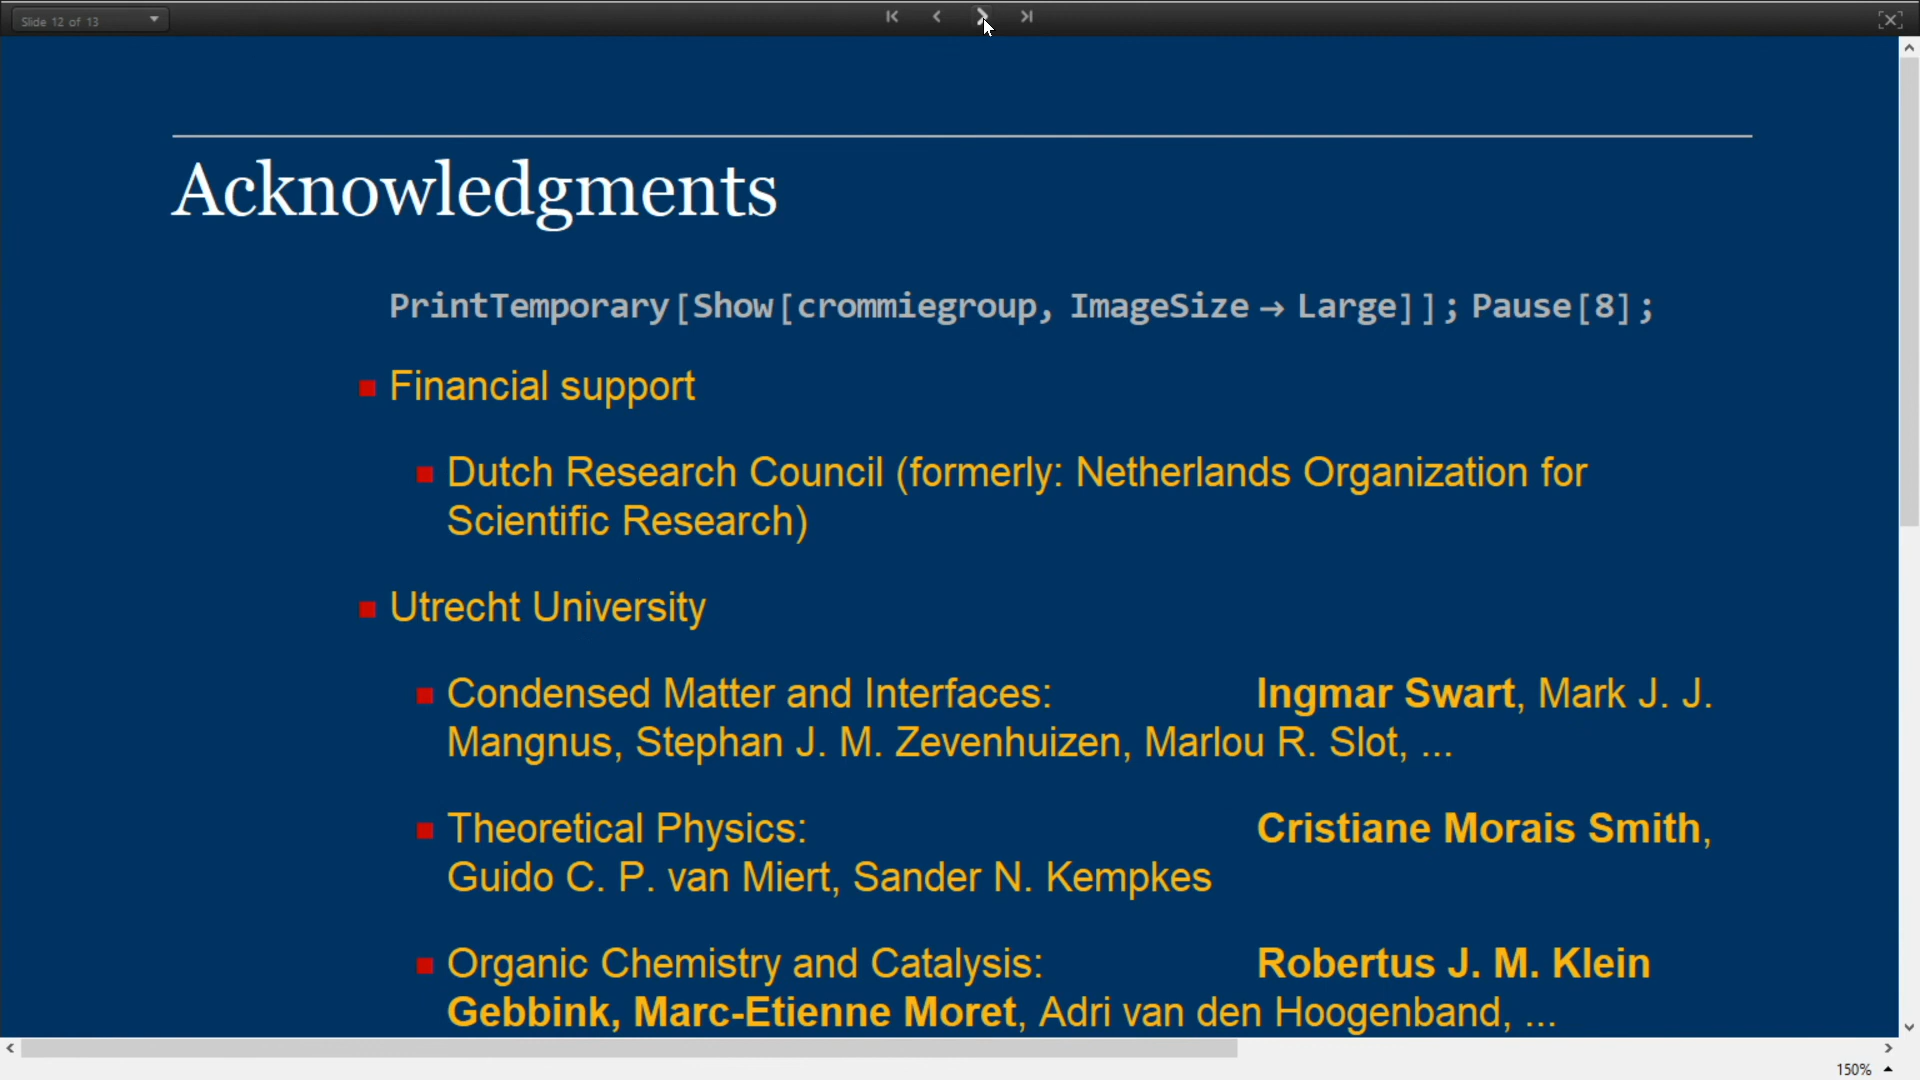 Slide 12 of 13
Acknowledgments
PrintTemporary[Show[crommiegroup, ImageSize → Large]]; Pause[8];
Financial support
Dutch Research Council (formerly: Netherlands Organization for
Scientific Research)
Utrecht University
Condensed Matter and Interfaces: Ingmar Swart, Mark J. J.
Mangnus, Stephan J. M. Zevenhuizen, Marlou R. Slot, ...
Theoretical Physics: Cristiane Morais Smith,
Guido C. P. van Miert, Sander N. Kempkes
Organic Chemistry and Catalysis: Robertus J. M. Klein
Gebbink, Marc-Etienne Moret, Adri van den Hoogenband, ...
150%